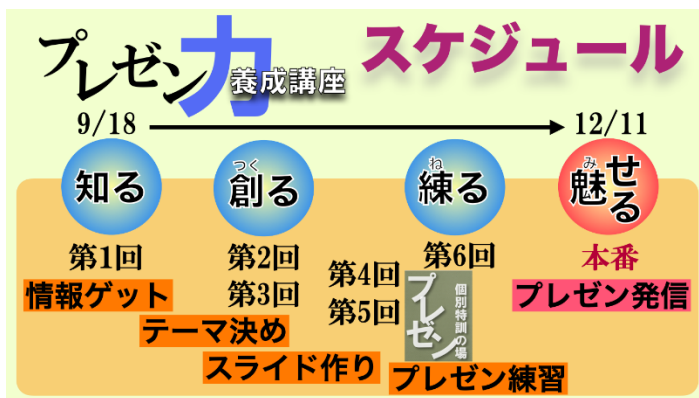 プレゼン力養成講座 スケジュール
9/18 12/11
知る
つく
創る
ね
練る
み
魅せる
第1回
情報ゲット
第2回
第3回
テーマ決め
スライド作り
第4回
第5回
第6回
個別特訓の場
プレゼン
プレゼン練習
本番
プレゼン発信